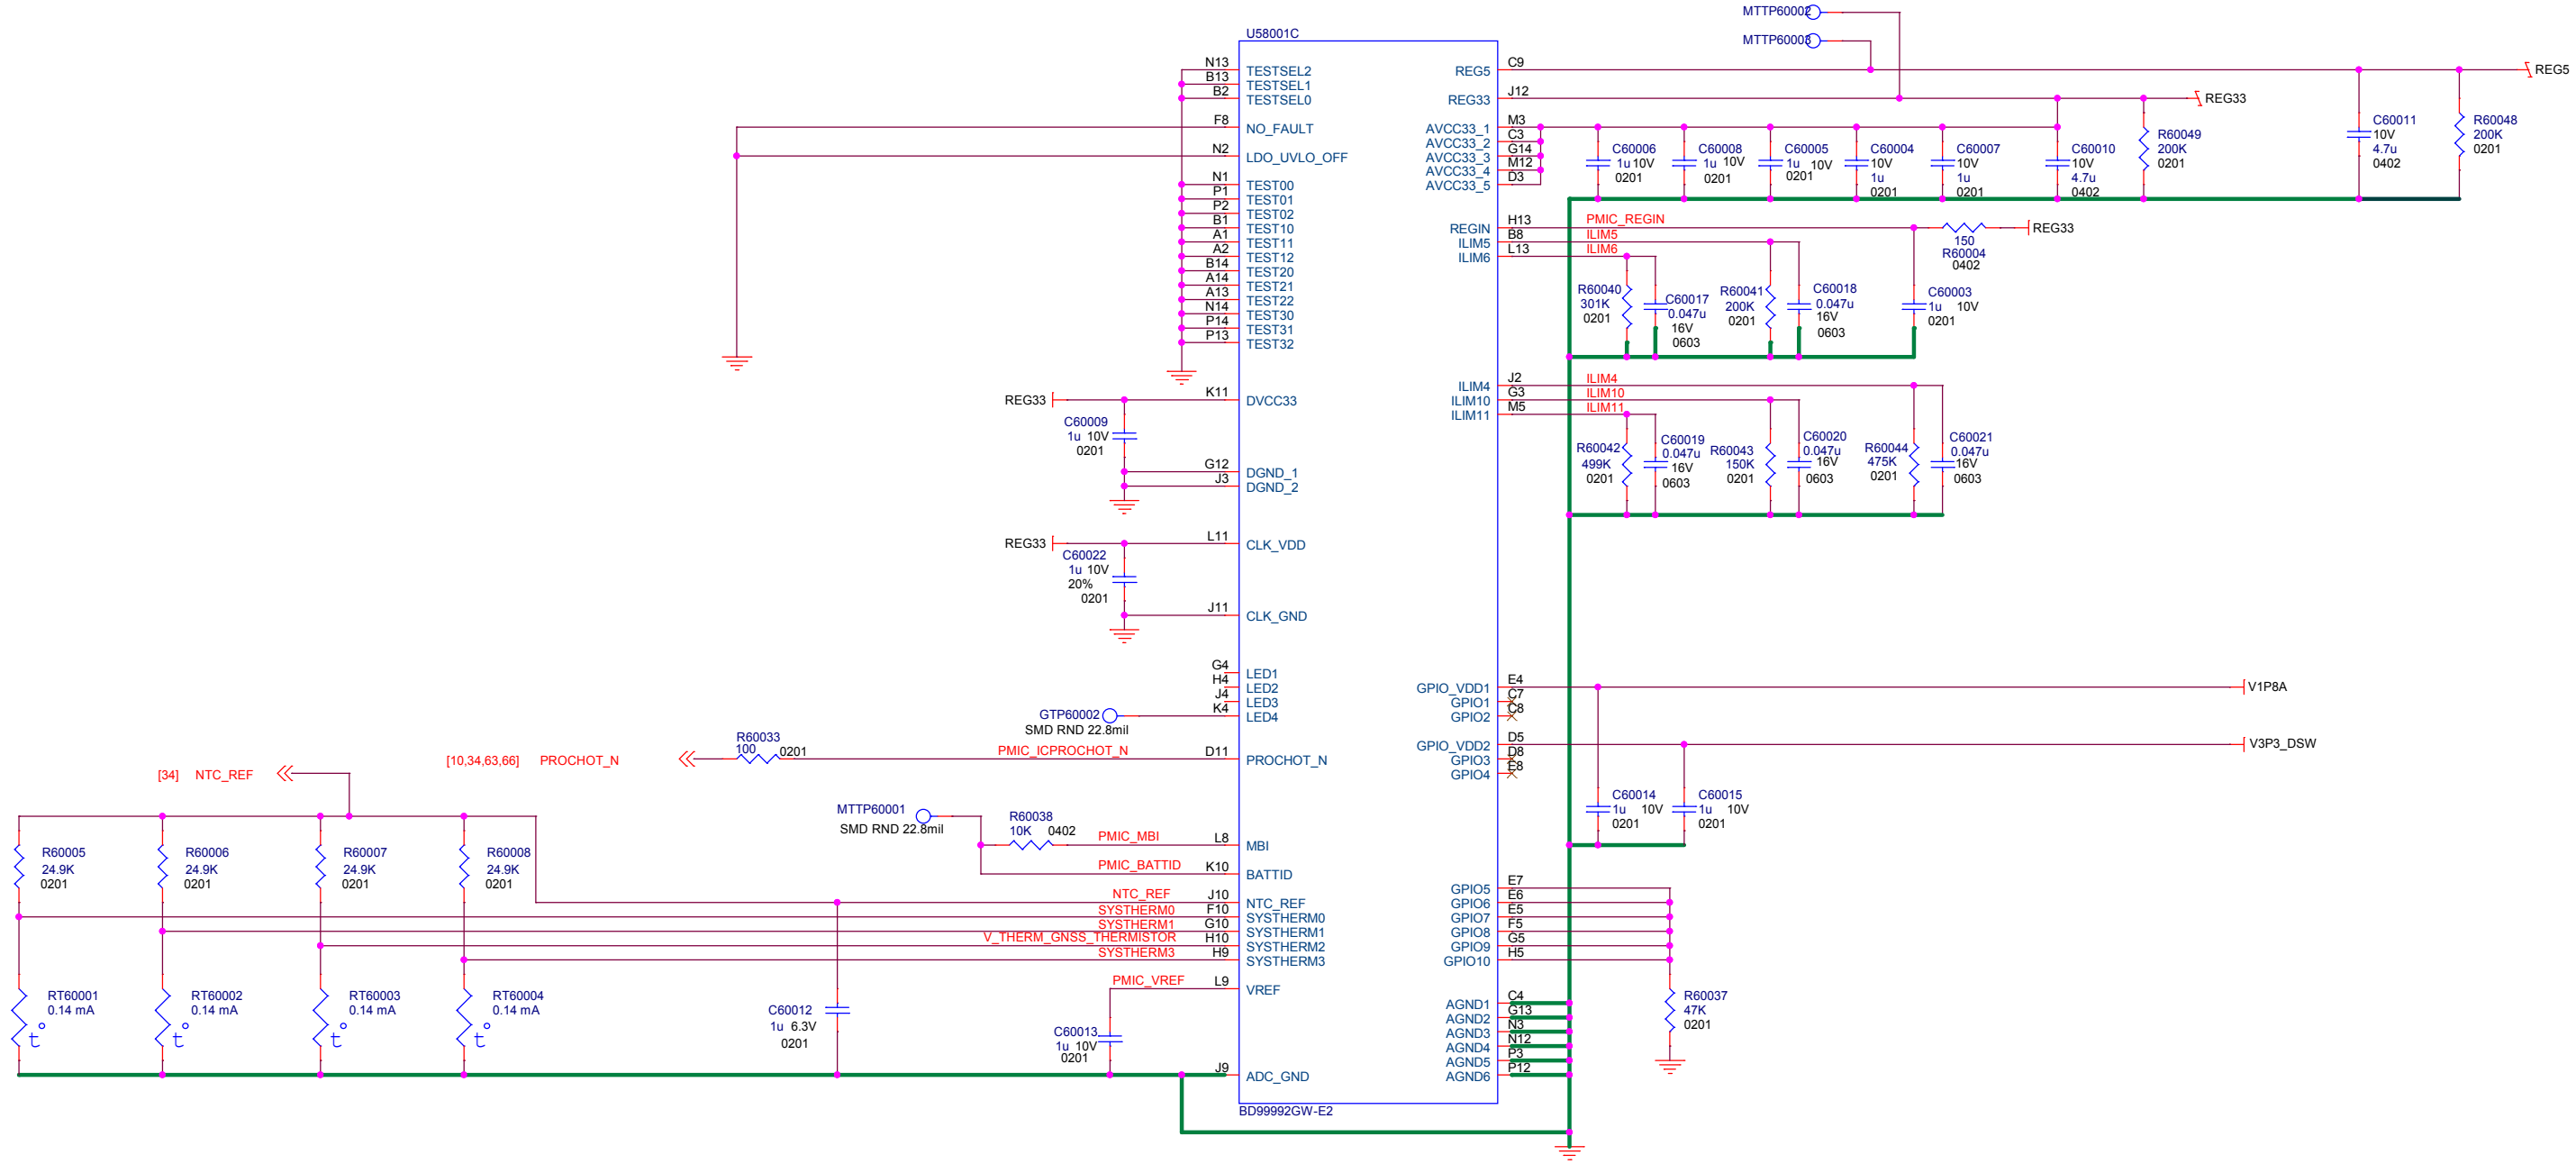 MTTP60002
MTTP60003
U58001C
N13 TESTSEL2
B13 TESTSEL1
B2 TESTSEL0
F8 NO_FAULT
N2 LDO_UVLO_OFF
N1 TEST00
P1 TEST01
P2 TEST02
B1 TEST10
A1 TEST11
A2 TEST12
B14 TEST20
A14 TEST21
A13 TEST22
N14 TEST30
P14 TEST31
P13 TEST32
REG33
K11 DVCC33
C60009
1u 10V
0201
G12 DGND_1
J3 DGND_2
REG33
L11 CLK_VDD
C60022
1u 10V
20%
0201
J11 CLK_GND
G4 LED1
H4 LED2
J4 LED3
K4 LED4
GTP60002
SMD RND 22.8mil
R60033
100 0201
PMIC_ICPROCHOT_N
D11 PROCHOT_N
[10,34,63,66] PROCHOT_N
[34] NTC_REF
MTTP60001
SMD RND 22.8mil
R60038
10K 0402
PMIC_MBI
L8 MBI
PMIC_BATTID
K10 BATTID
NTC_REF
J10 NTC_REF
SYSTHERM0
F10 SYSTHERM0
SYSTHERM1
G10 SYSTHERM1
V_THERM_GNSS_THERMISTOR
H10 SYSTHERM2
SYSTHERM3
H9 SYSTHERM3
PMIC_VREF
L9 VREF
J9 ADC_GND
R60005
24.9K
0201
R60006
24.9K
0201
R60007
24.9K
0201
R60008
24.9K
0201
RT60001
0.14 mA
t°
RT60002
0.14 mA
t°
RT60003
0.14 mA
t°
RT60004
0.14 mA
t°
C60012
1u 6.3V
0201
C60013
1u 10V
0201
BD99992GW-E2
REG5 C9
REG5
REG33 J12
REG33
AVCC33_1 M3
AVCC33_2 C3
AVCC33_3 G14
AVCC33_4 M12
AVCC33_5 D3
C60006
1u 10V
0201
C60008
1u 10V
0201
C60005
1u 10V
0201
C60004
10V
1u
0201
C60007
10V
1u
0201
C60010
10V
4.7u
0402
R60049
200K
0201
C60011
10V
4.7u
0402
R60048
200K
0201
REGIN H13 PMIC_REGIN
ILIM5 B8 ILIM5
ILIM6 L13 ILIM6
150
R60004
0402
REG33
R60040
301K
0201
C60017
0.047u
16V
0603
R60041
200K
0201
C60018
0.047u
16V
0603
C60003
1u 10V
0201
ILIM4 J2 ILIM4
ILIM10 G3 ILIM10
ILIM11 M5 ILIM11
R60042
499K
0201
C60019
0.047u
16V
0603
R60043
150K
0201
C60020
0.047u
16V
0603
R60044
475K
0201
C60021
0.047u
16V
0603
GPIO_VDD1 E4
V1P8A
GPIO1 C7
GPIO2 C8
GPIO_VDD2 D5
V3P3_DSW
GPIO3 D8
GPIO4 E8
C60014
1u 10V
0201
C60015
1u 10V
0201
GPIO5 E7
GPIO6 E6
GPIO7 E5
GPIO8 F5
GPIO9 G5
GPIO10 H5
R60037
47K
0201
AGND1 C4
AGND2 G13
AGND3 N3
AGND4 N12
AGND5 P3
AGND6 P12